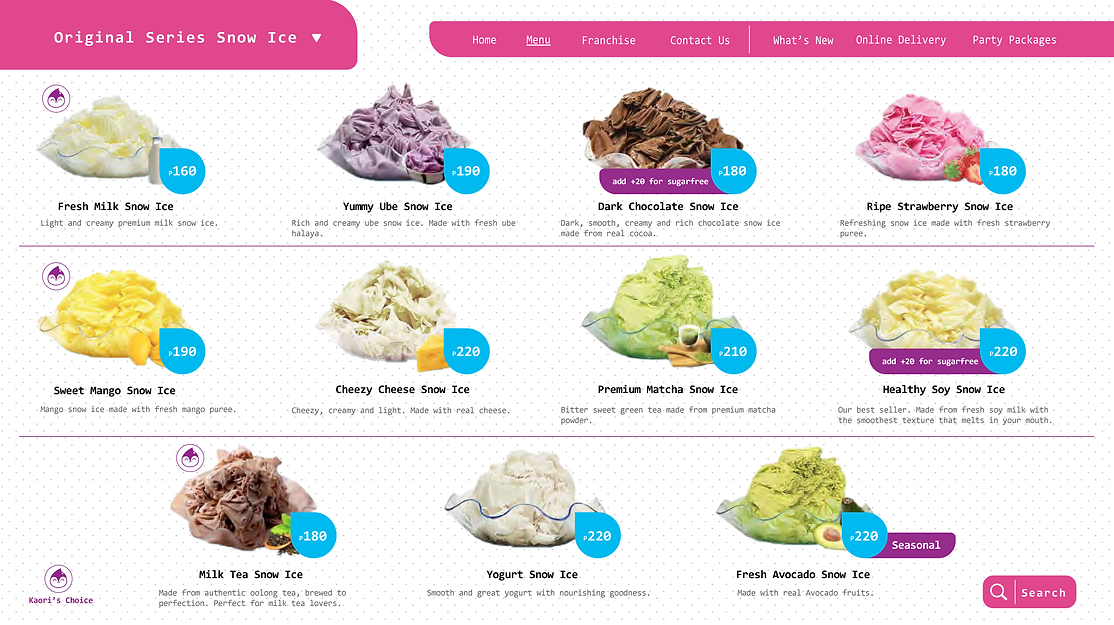 Original Series Snow Ice ▼
Home Menu Franchise Contact Us What's New Online Delivery Party Packages
₱160
₱190
add +20 for sugarfree ₱180
₱180
Fresh Milk Snow Ice
Light and creamy premium milk snow ice.
Yummy Ube Snow Ice
Rich and creamy ube snow ice. Made with fresh ube
halaya.
Dark Chocolate Snow Ice
Dark, smooth, creamy and rich chocolate snow ice
made from real cocoa.
Ripe Strawberry Snow Ice
Refreshing snow ice made with fresh strawberry
puree.
₱190
₱220
₱210
add +20 for sugarfree ₱220
Sweet Mango Snow Ice
Mango snow ice made with fresh mango puree.
Cheezy Cheese Snow Ice
Cheezy, creamy and light. Made with real cheese.
Premium Matcha Snow Ice
Bitter sweet green tea made from premium matcha
powder.
Healthy Soy Snow Ice
Our best seller. Made from fresh soy milk with
the smoothest texture that melts in your mouth.
₱180
₱220
₱220 Seasonal
Milk Tea Snow Ice
Made from authentic oolong tea, brewed to
perfection. Perfect for milk tea lovers.
Yogurt Snow Ice
Smooth and great yogurt with nourishing goodness.
Fresh Avocado Snow Ice
Made with real Avocado fruits.
Kaori's Choice
Search